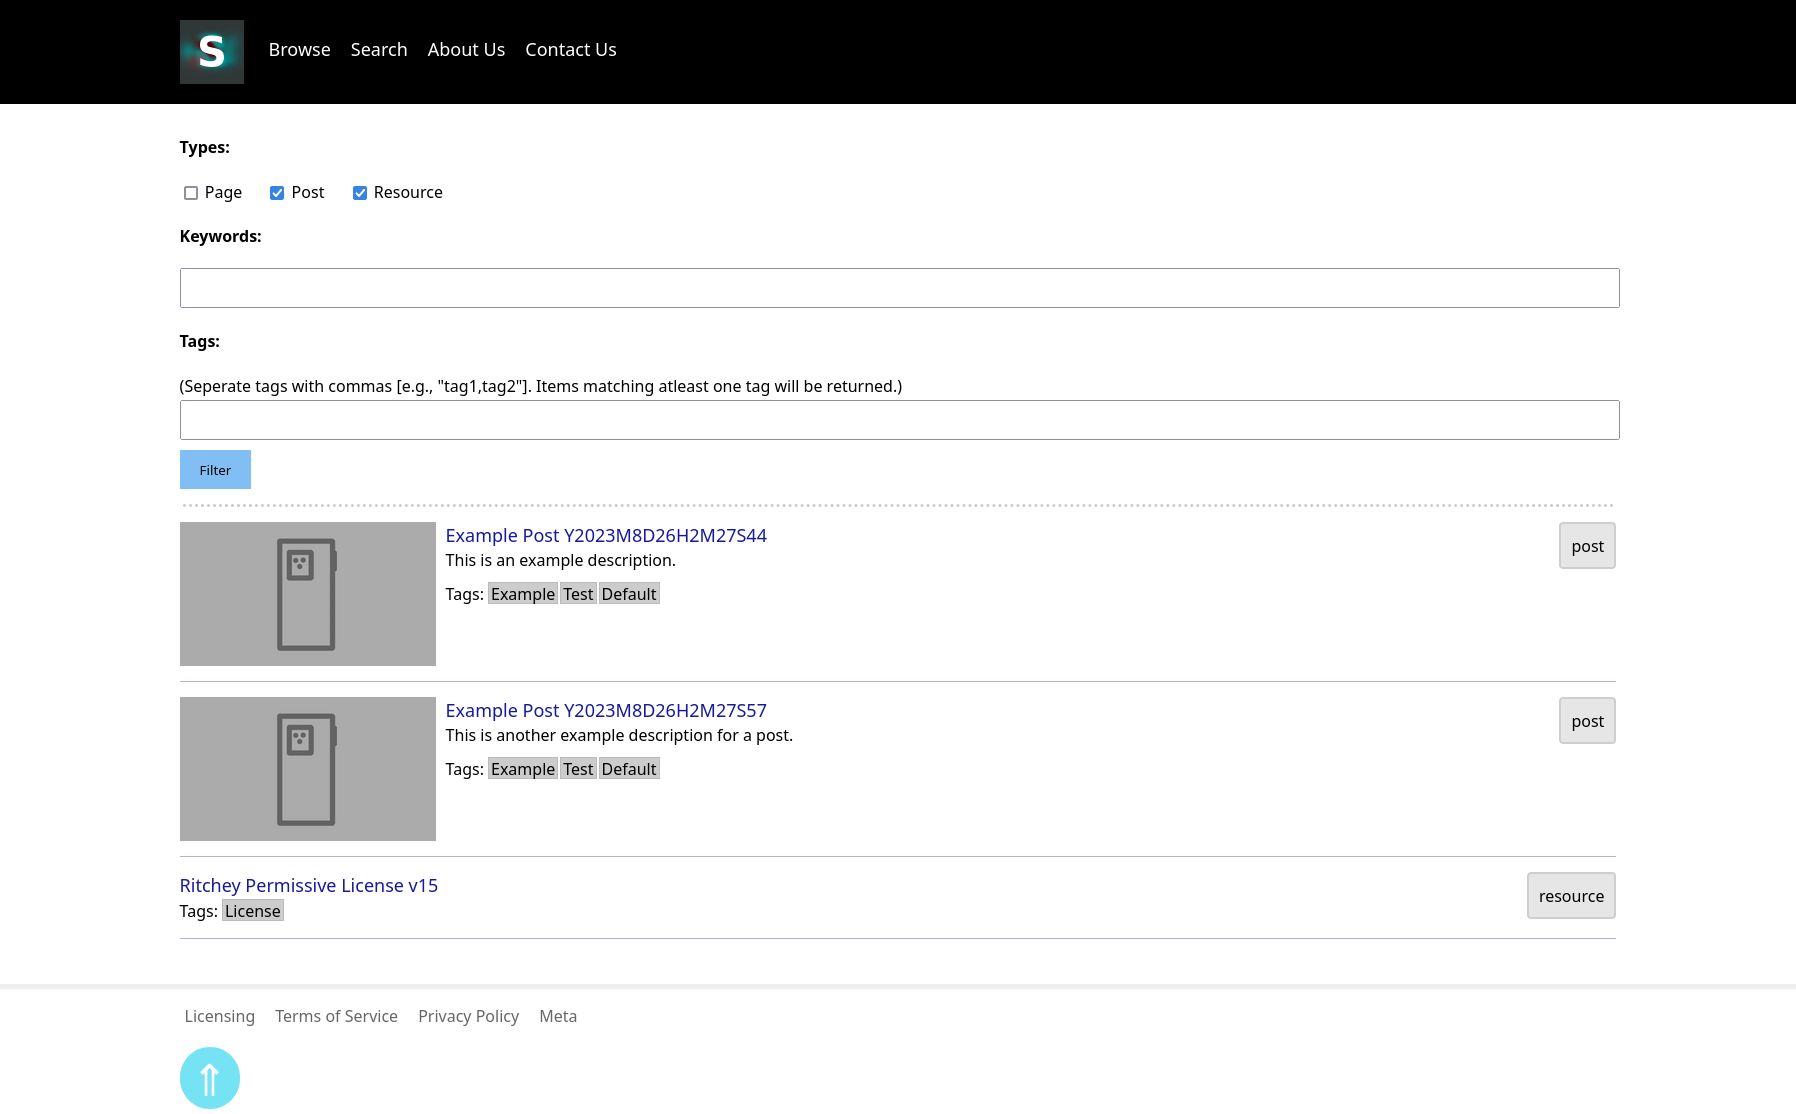 S
Browse Search About Us Contact Us
Types:
Page Post Resource
Keywords:
Tags:
(Seperate tags with commas [e.g., "tag1,tag2"]. Items matching atleast one tag will be returned.)
Filter
Example Post Y2023M8D26H2M27S44
post
This is an example description.
Tags: Example Test Default
Example Post Y2023M8D26H2M27S57
post
This is another example description for a post.
Tags: Example Test Default
Ritchey Permissive License v15
resource
Tags: License
Licensing Terms of Service Privacy Policy Meta
⇑